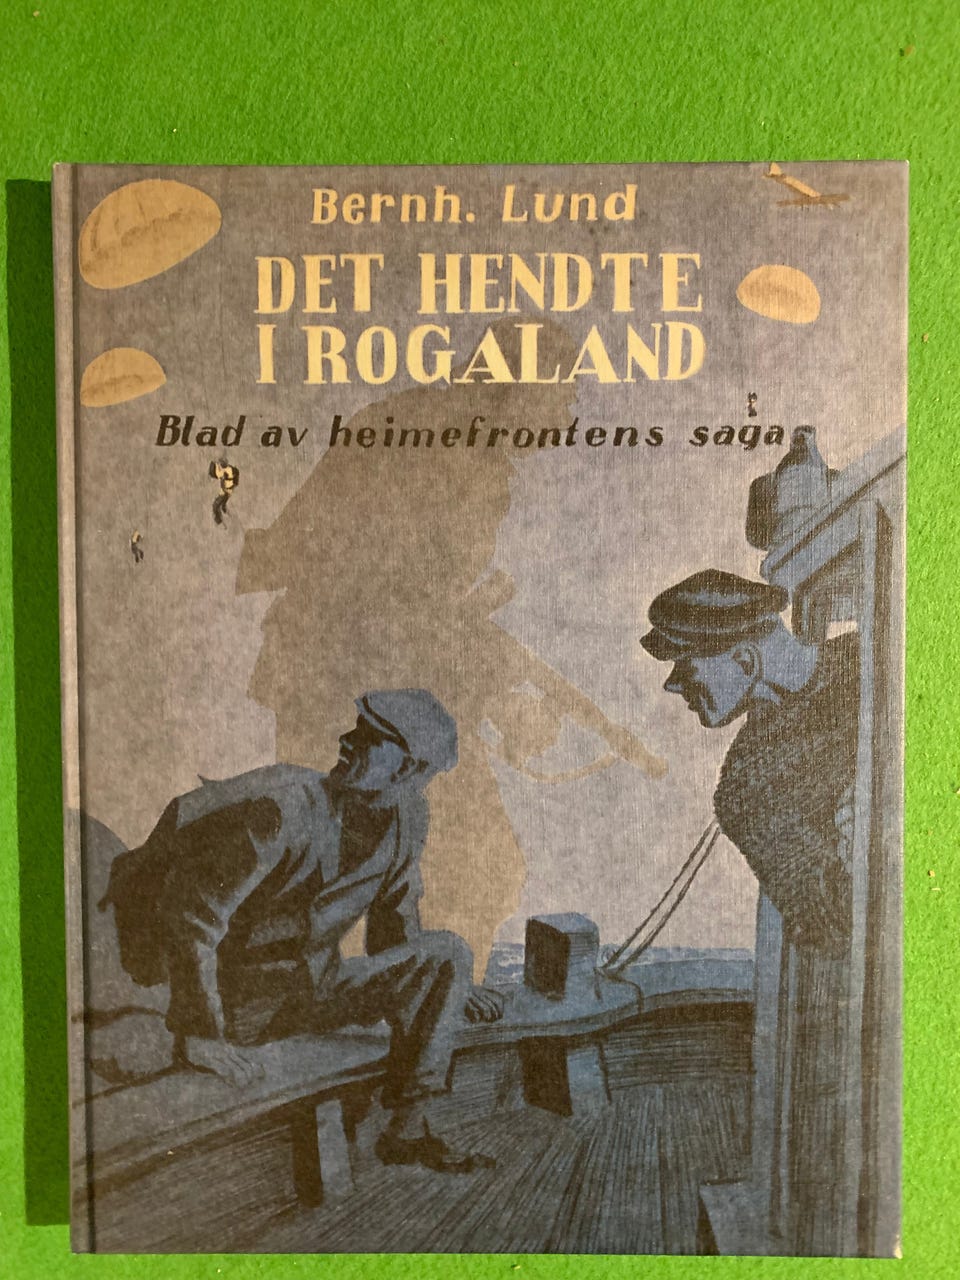 Bernh. Lund
DET HENDTE
I ROGALAND
Blad av heimefrontens saga